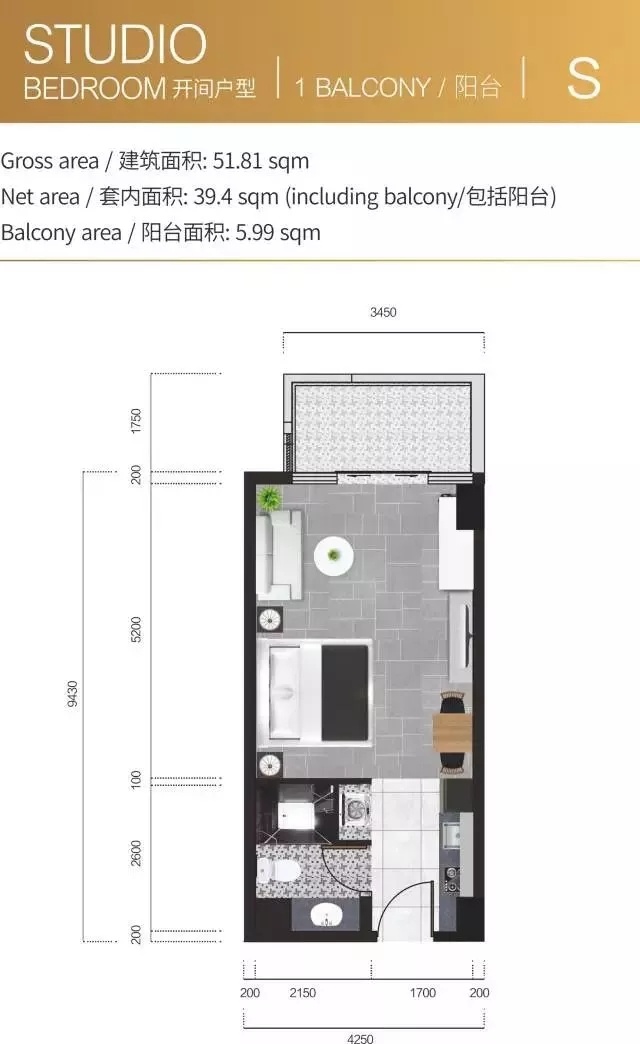 STUDIO
BEDROOM 开间户型 | 1 BALCONY / 阳台 | S
Gross area / 建筑面积: 51.81 sqm
Net area / 套内面积: 39.4 sqm (including balcony/包括阳台)
Balcony area / 阳台面积: 5.99 sqm
3450
1750
200
5200
9430
100
2600
200
200 2150 1700 200
4250